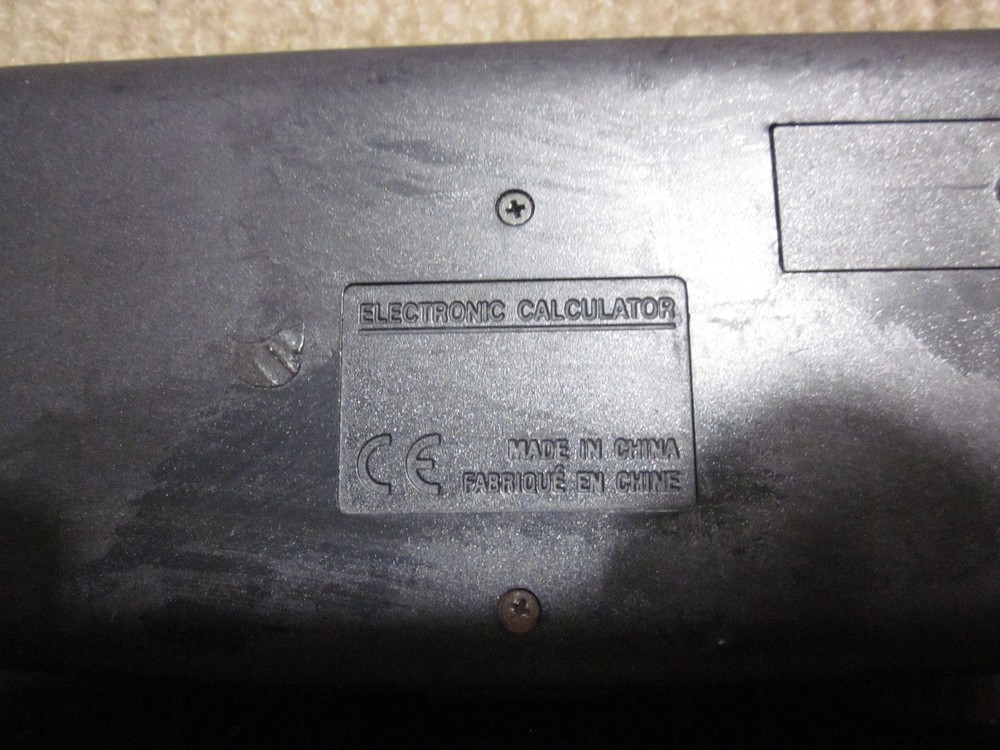 ELECTRONIC CALCULATOR
CE MADE IN CHINA
FABRIQUÉ EN CHINE